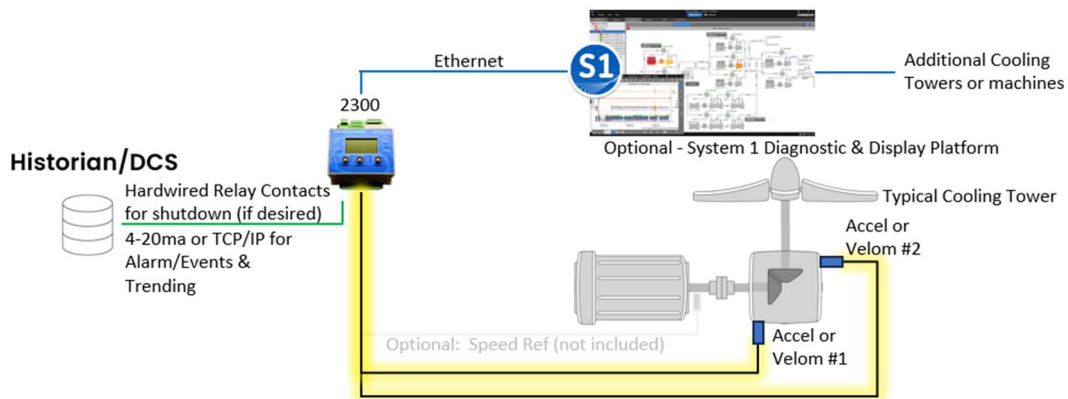 Ethernet
S1
Additional Cooling
Towers or machines
2300
Optional - System 1 Diagnostic & Display Platform
Historian/DCS
Hardwired Relay Contacts
for shutdown (if desired)
4-20ma or TCP/IP for
Alarm/Events &
Trending
Typical Cooling Tower
Accel or
Velom #2
Optional:  Speed Ref (not included)
Accel or
Velom #1